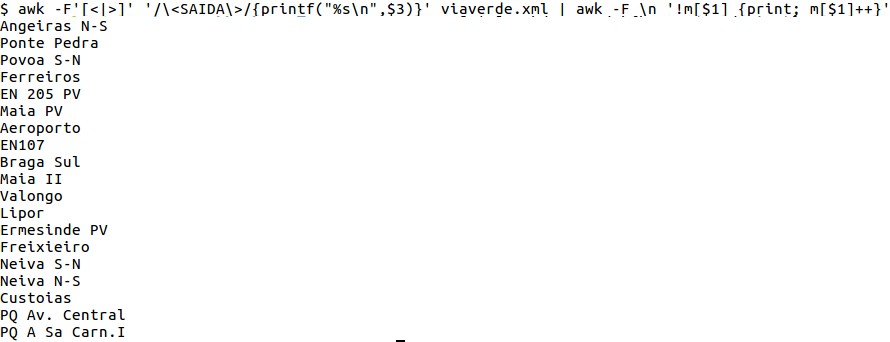 $ awk -F'[<|>]' '/\<SAIDA\>/{printf("%s\n",$3)}' viaverde.xml | awk -F \n '!m[$1] {print; m[$1]++}'
Angeiras N-S
Ponte Pedra
Povoa S-N
Ferreiros
EN 205 PV
Maia PV
Aeroporto
EN107
Braga Sul
Maia II
Valongo
Lipor
Ermesinde PV
Freixieiro
Neiva S-N
Neiva N-S
Custoias
PQ Av. Central
PQ A Sa Carn.I